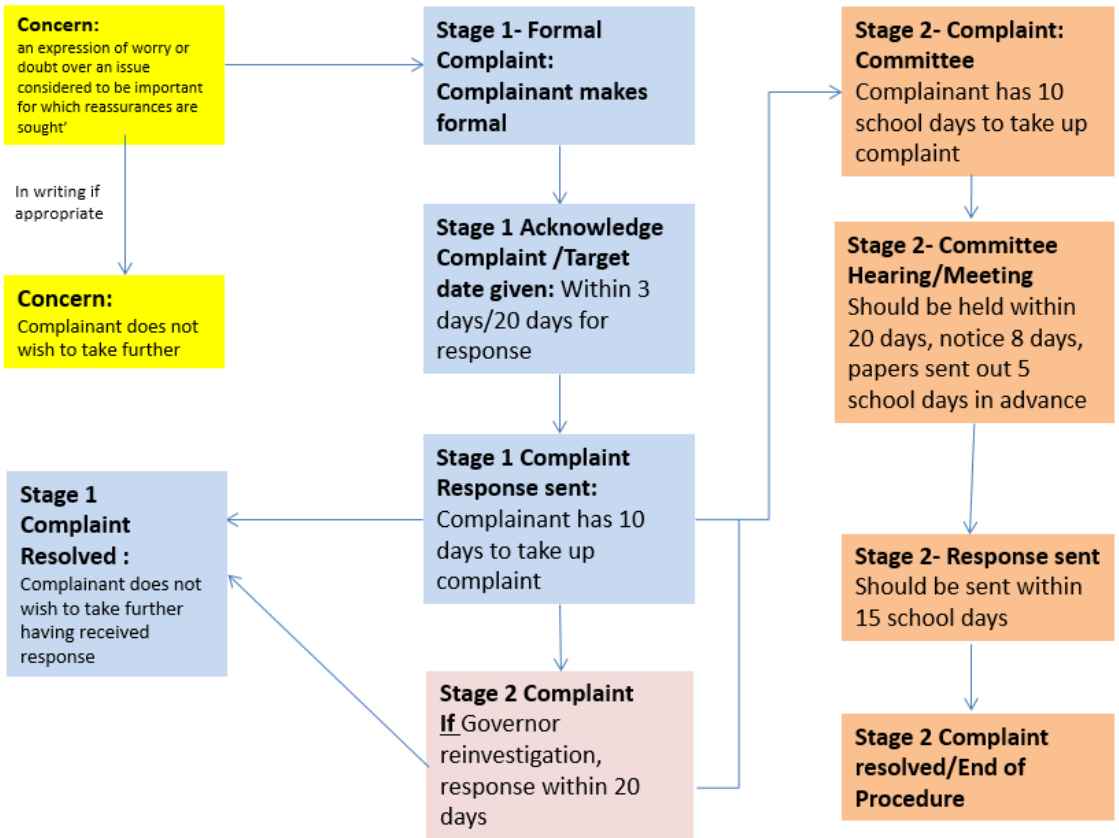 Concern:
an expression of worry or
doubt over an issue
considered to be important
for which reassurances are
sought’
In writing if
appropriate
Concern:
Complainant does not
wish to take further
Stage 1- Formal
Complaint:
Complainant makes
formal
Stage 1 Acknowledge
Complaint /Target
date given: Within 3
days/20 days for
response
Stage 1 Complaint
Response sent:
Complainant has 10
days to take up
complaint
Stage 1
Complaint
Resolved :
Complainant does not
wish to take further
having received
response
Stage 2 Complaint
If Governor
reinvestigation,
response within 20
days
Stage 2- Complaint:
Committee
Complainant has 10
school days to take up
complaint
Stage 2- Committee
Hearing/Meeting
Should be held within
20 days, notice 8 days,
papers sent out 5
school days in advance
Stage 2- Response sent
Should be sent within
15 school days
Stage 2 Complaint
resolved/End of
Procedure